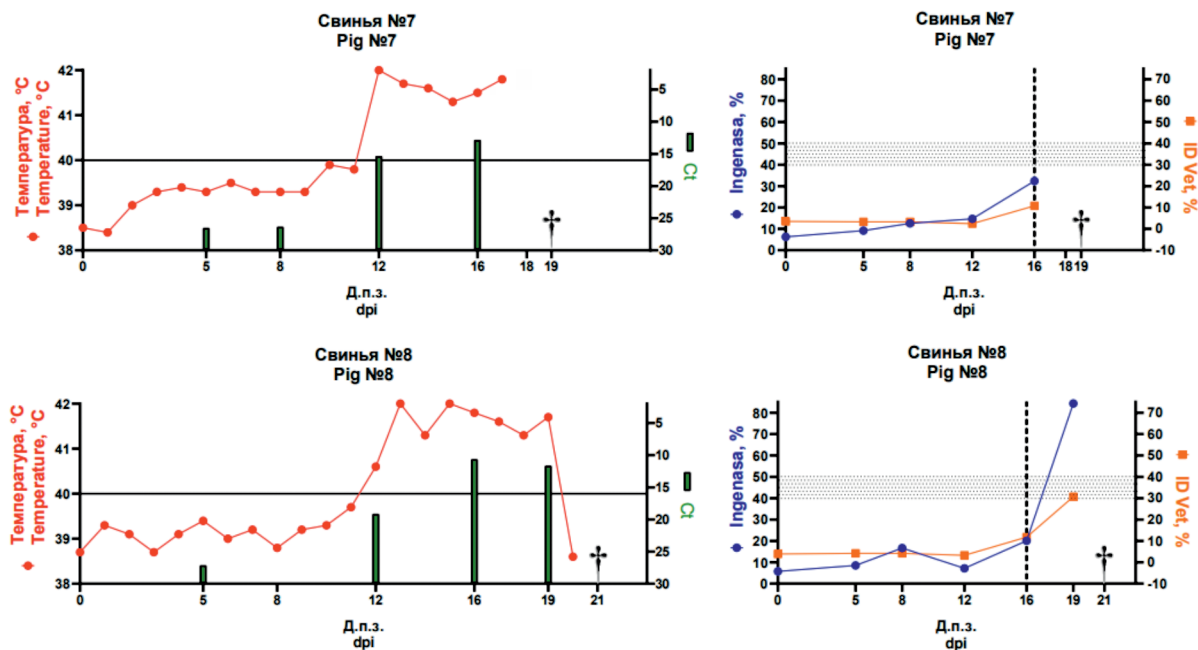 Свинья №7
Pig №7
Температура, °C
Temperature, °C
42
41
40
39
38
5
10
15
20
25
30
Ct
0 5 8 12 16 18 19
Д.п.з.
dpi
Свинья №7
Pig №7
Ingenasa, %
80
70
60
50
40
30
20
10
0
70
60
50
40
30
20
10
0
-10
ID Vet, %
0 5 8 12 16 18 19
Д.п.з.
dpi
Свинья №8
Pig №8
Температура, °C
Temperature, °C
42
41
40
39
38
5
10
15
20
25
30
Ct
0 5 8 12 16 19 21
Д.п.з.
dpi
Свинья №8
Pig №8
Ingenasa, %
80
70
60
50
40
30
20
10
0
70
60
50
40
30
20
10
0
-10
ID Vet, %
0 5 8 12 16 19 21
Д.п.з.
dpi